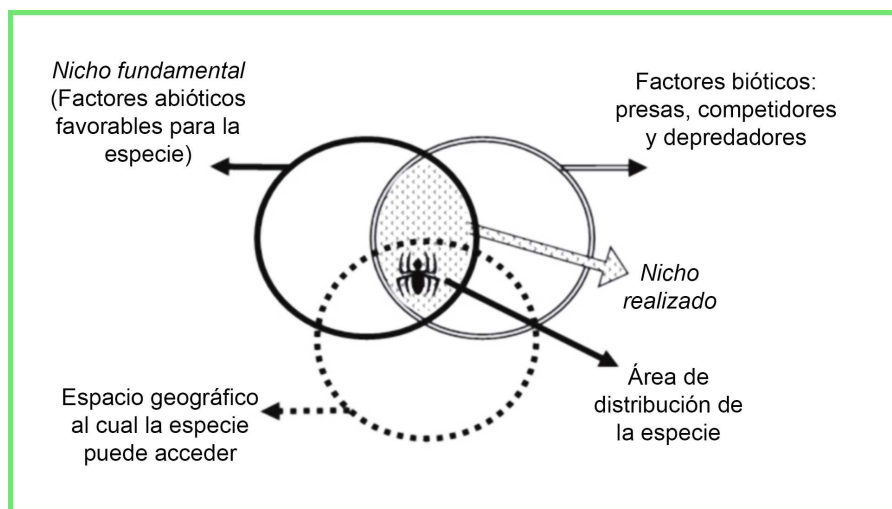 Nicho fundamental
(Factores abióticos
favorables para la
especie)
Factores bióticos:
presas, competidores
y depredadores
Nicho
realizado
Área de
distribución de
la especie
Espacio geográfico
al cual la especie
puede acceder